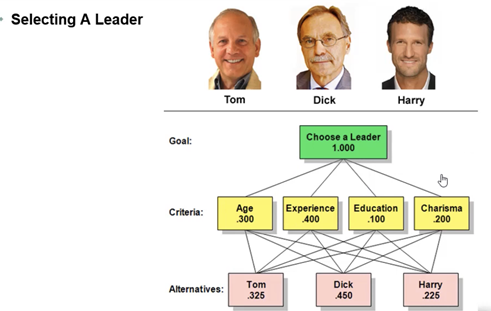 Selecting A Leader
Tom Dick Harry
Goal:
Choose a Leader
1.000
Criteria:
Age
.300
Experience
.400
Education
.100
Charisma
.200
Alternatives:
Tom
.325
Dick
.450
Harry
.225